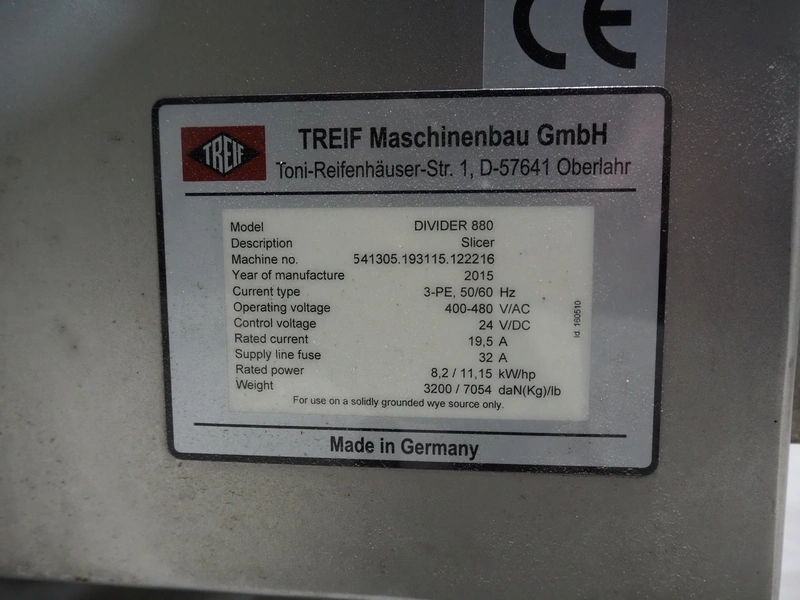 CE
TREIF
TREIF Maschinenbau GmbH
Toni-Reifenhäuser-Str. 1, D-57641 Oberlahr
Model DIVIDER 880
Description Slicer
Machine no. 541305.193115.122216
Year of manufacture 2015
Current type 3-PE, 50/60 Hz
Operating voltage 400-480 V/AC
Control voltage 24 V/DC
Rated current 19,5 A
Supply line fuse 32 A
Rated power 8,2 / 11,15 kW/hp
Weight 3200 / 7054 daN(Kg)/lb
For use on a solidly grounded wye source only.
Id. 160510
Made in Germany